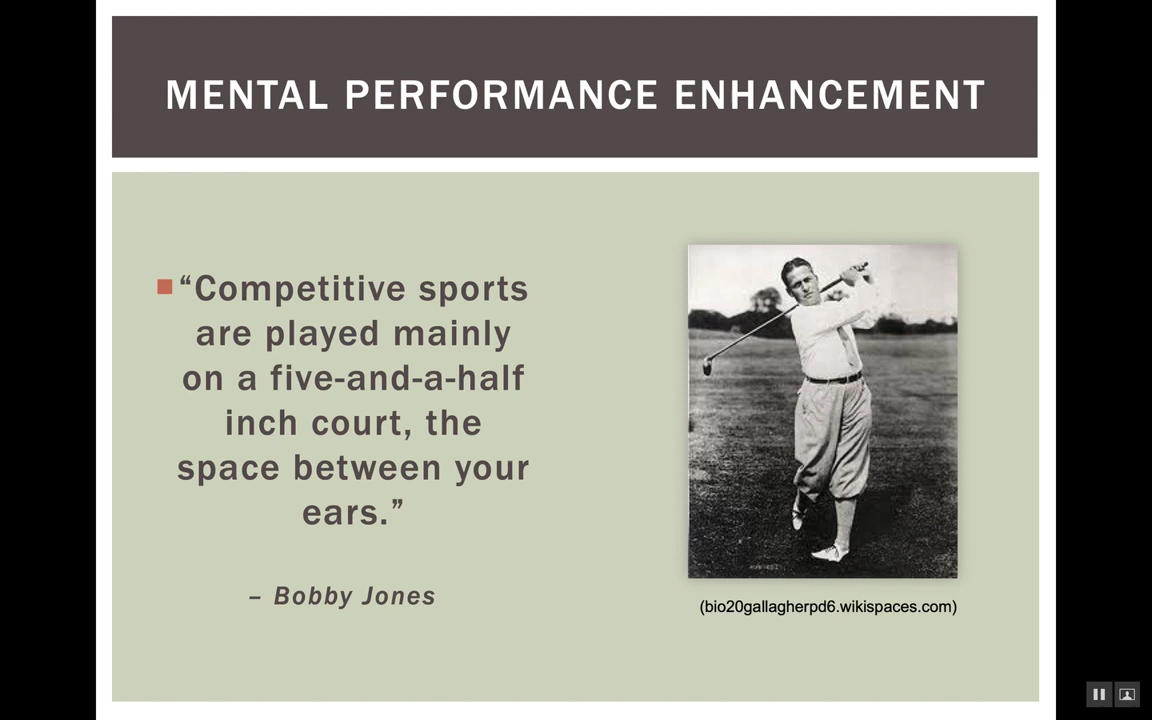 MENTAL PERFORMANCE ENHANCEMENT
“Competitive sports
are played mainly
on a five-and-a-half
inch court, the
space between your
ears.”
– Bobby Jones
(bio20gallagherpd6.wikispaces.com)